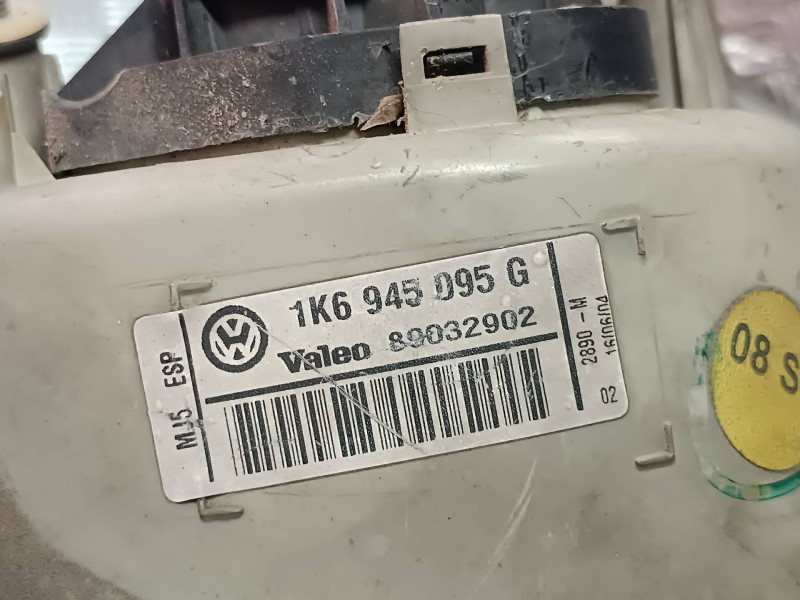 MJ5 ESP
1K6 945 095 G
Valeo 89032902
2890-M
16/06/04
02
08 S